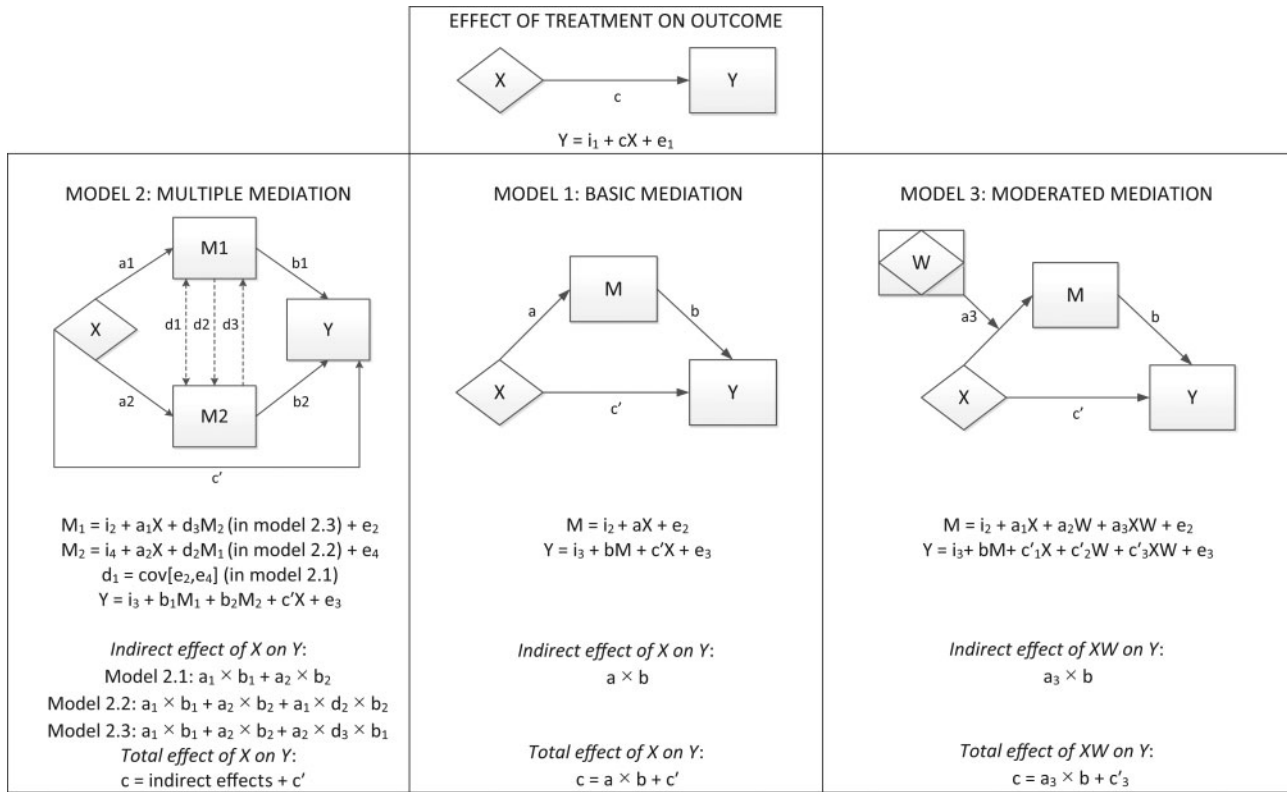 EFFECT OF TREATMENT ON OUTCOME
X
Y
c
Y = i₁ + cX + e₁
MODEL 2: MULTIPLE MEDIATION
M1
a1
b1
X
d1
d2
d3
Y
a2
M2
b2
c'
M₁ = i₂ + a₁X + d₃M₂ (in model 2.3) + e₂
M₂ = i₄ + a₂X + d₂M₁ (in model 2.2) + e₄
d₁ = cov[e₂,e₄] (in model 2.1)
Y = i₃ + b₁M₁ + b₂M₂ + c'X + e₃
Indirect effect of X on Y:
Model 2.1: a₁ × b₁ + a₂ × b₂
Model 2.2: a₁ × b₁ + a₂ × b₂ + a₁ × d₂ × b₂
Model 2.3: a₁ × b₁ + a₂ × b₂ + a₂ × d₃ × b₁
Total effect of X on Y:
c = indirect effects + c'
MODEL 1: BASIC MEDIATION
M
a
b
X
Y
c'
M = i₂ + aX + e₂
Y = i₃ + bM + c'X + e₃
Indirect effect of X on Y:
a × b
Total effect of X on Y:
c = a × b + c'
MODEL 3: MODERATED MEDIATION
W
M
a3
b
X
Y
c'
M = i₂ + a₁X + a₂W + a₃XW + e₂
Y = i₃+ bM+ c'₁X + c'₂W + c'₃XW + e₃
Indirect effect of XW on Y:
a₃ × b
Total effect of XW on Y:
c = a₃ × b + c'₃